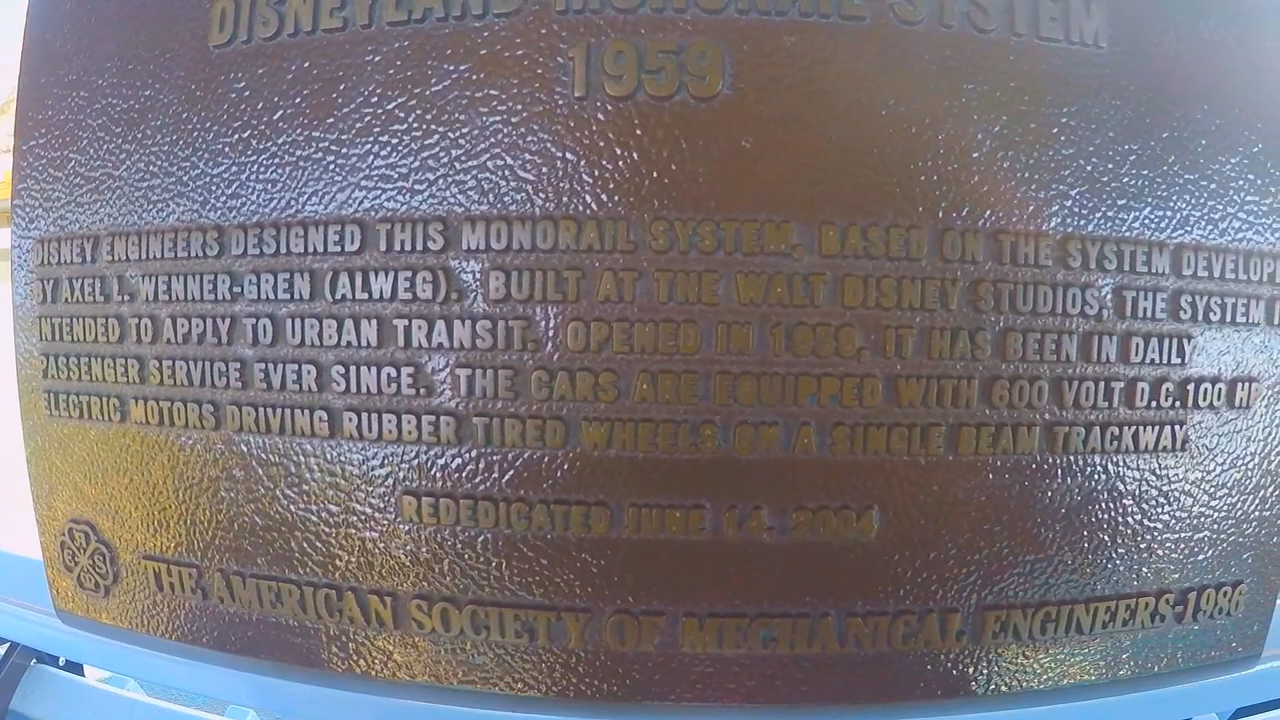 DISNEYLAND MONORAIL SYSTEM
1959
DISNEY ENGINEERS DESIGNED THIS MONORAIL SYSTEM, BASED ON THE SYSTEM DEVELOP
BY AXEL L. WENNER-GREN (ALWEG). BUILT AT THE WALT DISNEY STUDIOS, THE SYSTEM
INTENDED TO APPLY TO URBAN TRANSIT. OPENED IN 1959, IT HAS BEEN IN DAILY
PASSENGER SERVICE EVER SINCE. THE CARS ARE EQUIPPED WITH 600 VOLT D.C.100 HP
ELECTRIC MOTORS DRIVING RUBBER TIRED WHEELS ON A SINGLE BEAM TRACKWAY
REDEDICATED JUNE 14, 2004
THE AMERICAN SOCIETY OF MECHANICAL ENGINEERS-1986